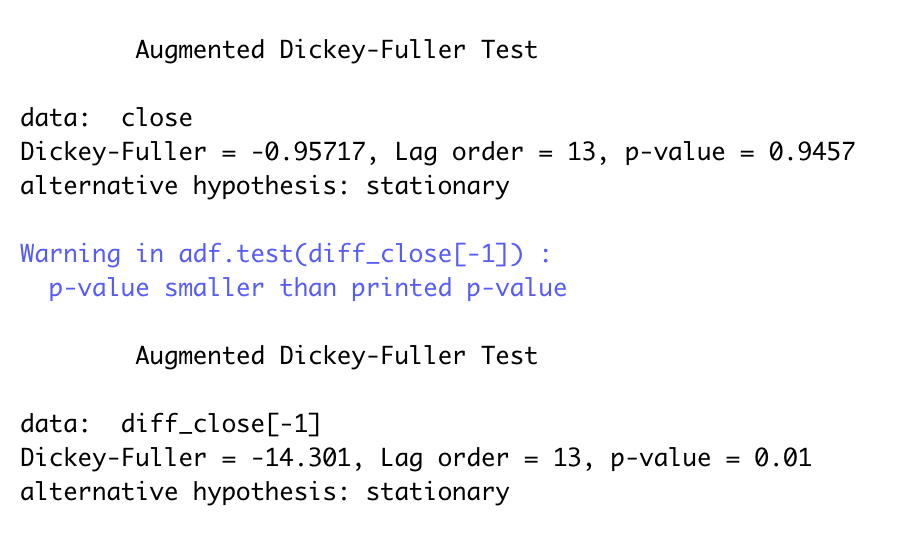 Augmented Dickey-Fuller Test
data:  close
Dickey-Fuller = -0.95717, Lag order = 13, p-value = 0.9457
alternative hypothesis: stationary
Warning in adf.test(diff_close[-1]) :
  p-value smaller than printed p-value
Augmented Dickey-Fuller Test
data:  diff_close[-1]
Dickey-Fuller = -14.301, Lag order = 13, p-value = 0.01
alternative hypothesis: stationary